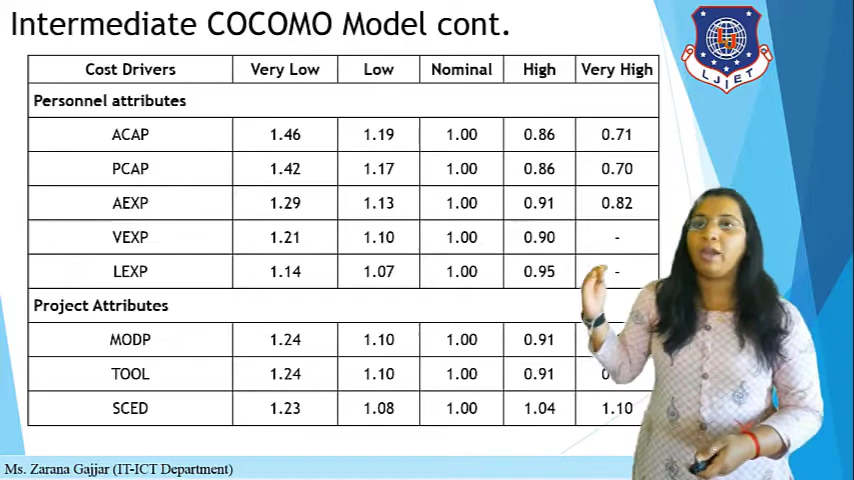 Intermediate COCOMO Model cont.
Cost Drivers Very Low Low Nominal High Very High
Personnel attributes
ACAP 1.46 1.19 1.00 0.86 0.71
PCAP 1.42 1.17 1.00 0.86 0.70
AEXP 1.29 1.13 1.00 0.91 0.82
VEXP 1.21 1.10 1.00 0.90 -
LEXP 1.14 1.07 1.00 0.95 -
Project Attributes
MODP 1.24 1.10 1.00 0.91
TOOL 1.24 1.10 1.00 0.91
SCED 1.23 1.08 1.00 1.04 1.10
Ms. Zarana Gajjar (IT-ICT Department)
LJIET